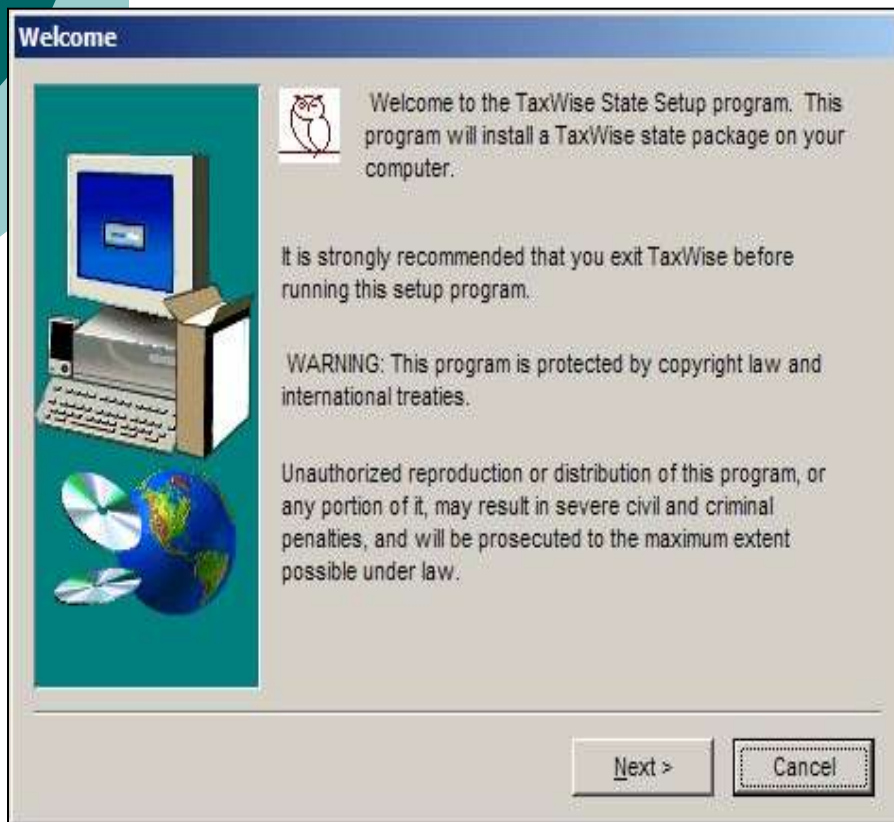 Welcome
Welcome to the TaxWise State Setup program. This
program will install a TaxWise state package on your
computer.
It is strongly recommended that you exit TaxWise before
running this setup program.
WARNING: This program is protected by copyright law and
international treaties.
Unauthorized reproduction or distribution of this program, or
any portion of it, may result in severe civil and criminal
penalties, and will be prosecuted to the maximum extent
possible under law.
Next >
Cancel